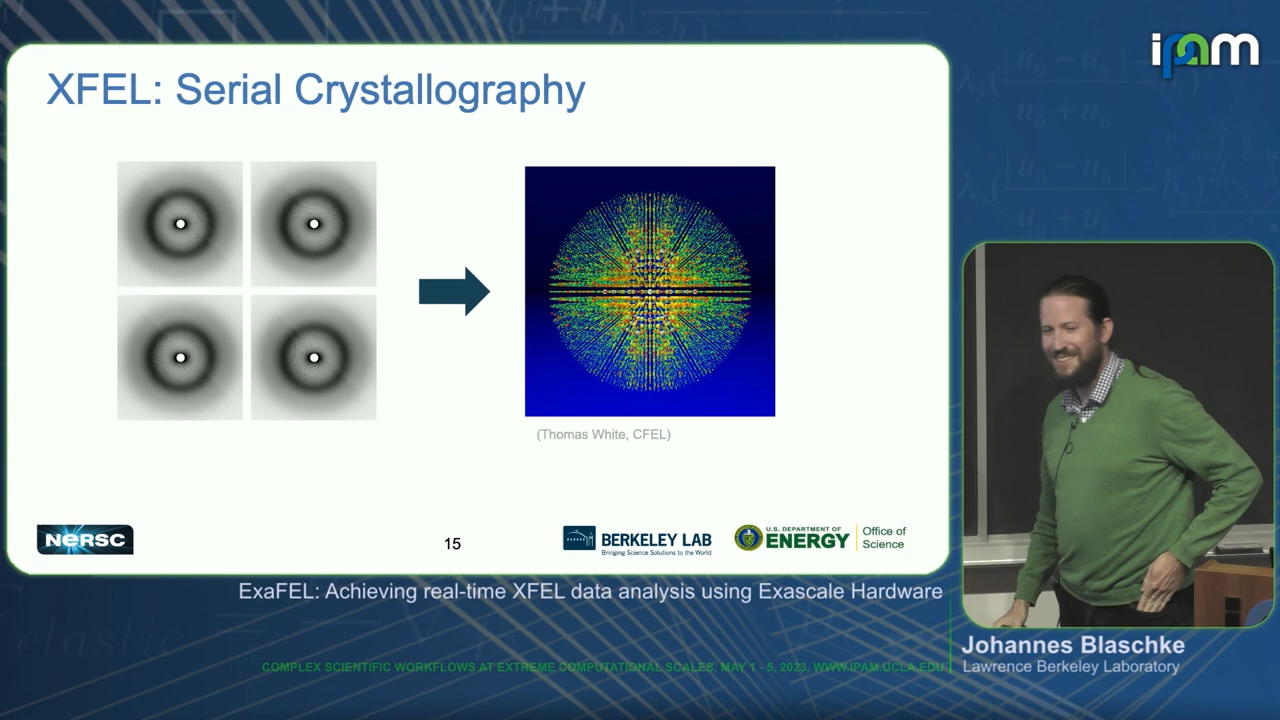 XFEL: Serial Crystallography
ipam
(Thomas White, CFEL)
NERSC
15
BERKELEY LAB
Bringing Science Solutions to the World
U.S. DEPARTMENT OF
ENERGY
Office of
Science
ExaFEL: Achieving real-time XFEL data analysis using Exascale Hardware
Johannes Blaschke
Lawrence Berkeley Laboratory
COMPLEX SCIENTIFIC WORKFLOWS AT EXTREME COMPUTATIONAL SCALES, MAY 1 - 5, 2023, WWW.IPAM.UCLA.EDU
elastic